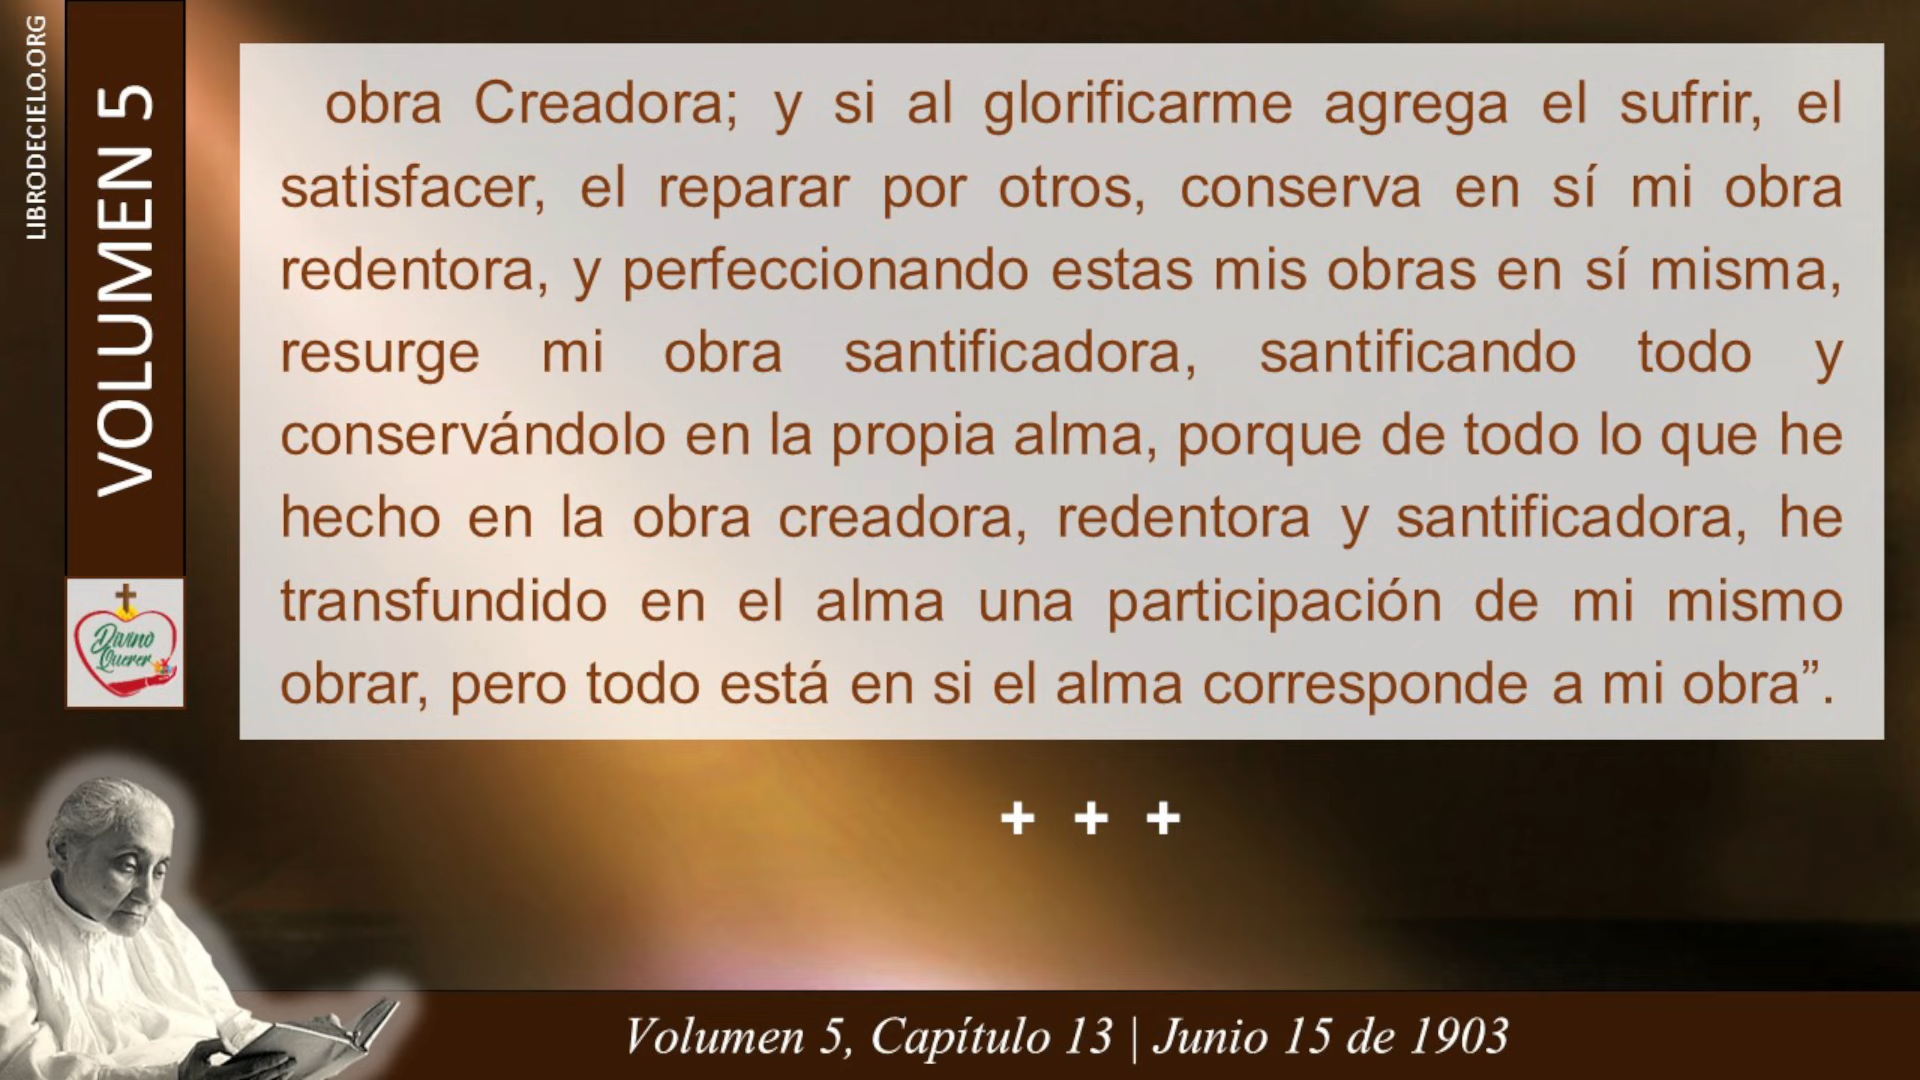 LIBRODECIELO.ORG
VOLUMEN 5
Divino
Querer
obra Creadora; y si al glorificarme agrega el sufrir, el
satisfacer, el reparar por otros, conserva en sí mi obra
redentora, y perfeccionando estas mis obras en sí misma,
resurge mi obra santificadora, santificando todo y
conservándolo en la propia alma, porque de todo lo que he
hecho en la obra creadora, redentora y santificadora, he
transfundido en el alma una participación de mi mismo
obrar, pero todo está en si el alma corresponde a mi obra”.
+ + +
Volumen 5, Capítulo 13 | Junio 15 de 1903